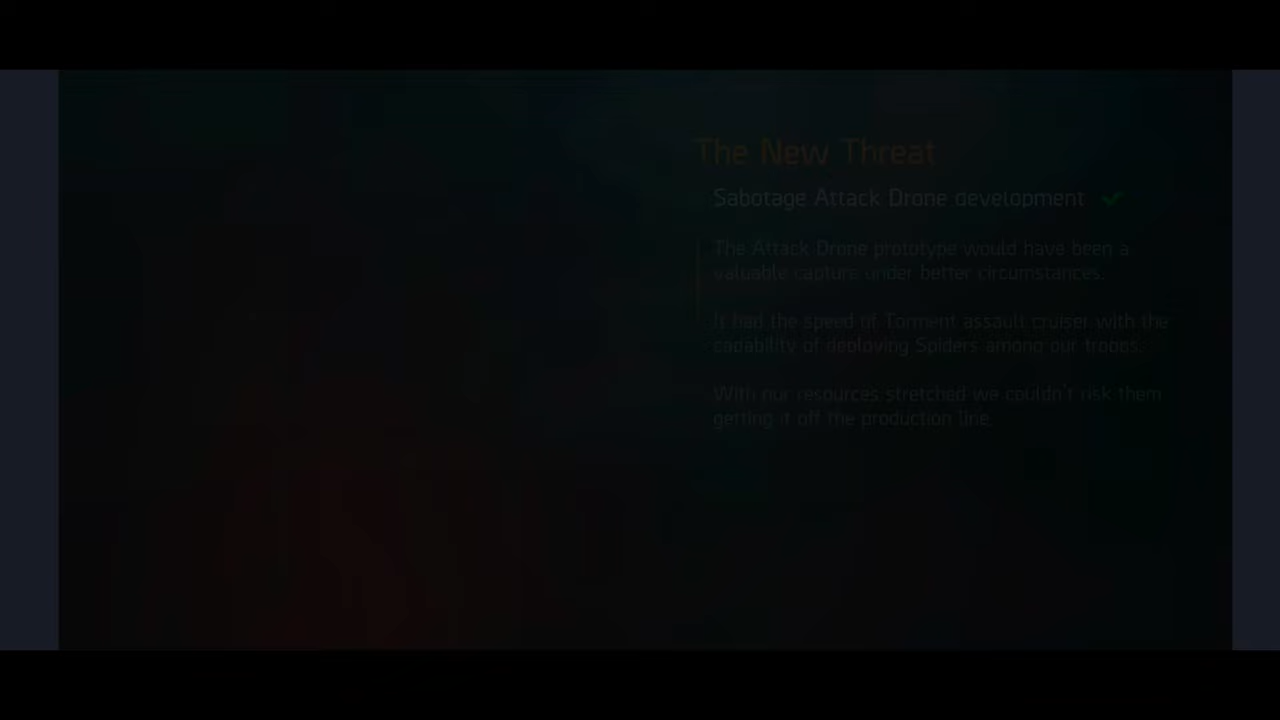 The New Threat
Sabotage Attack Drone development
The Attack Drone prototype would have been a
valuable capture under better circumstances.
It had the speed of Torment assault cruiser with the
capability of deploying Spiders among our troops.
With our resources stretched we couldn't risk them
getting it off the production line.